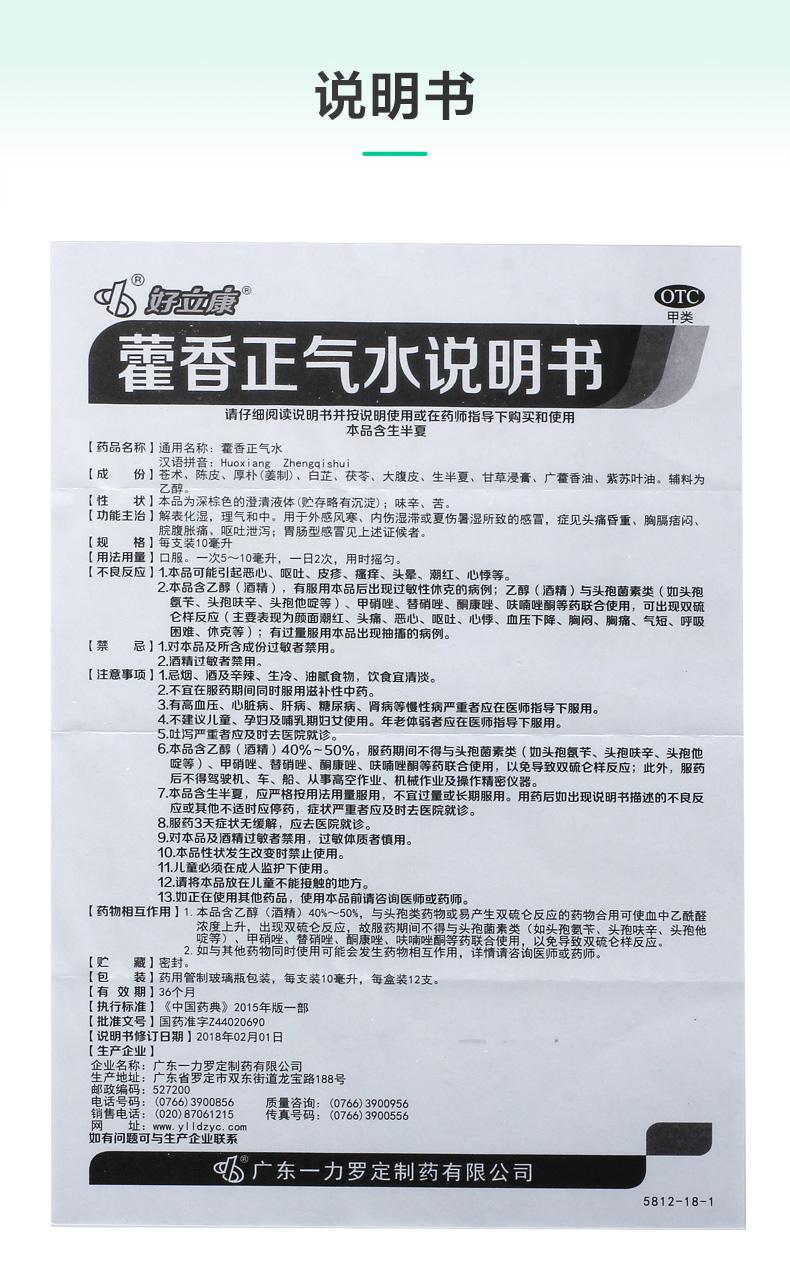 说明书
好立康®
OTC
甲类
藿香正气水说明书
请仔细阅读说明书并按说明使用或在药师指导下购买和使用
本品含生半夏
【药品名称】通用名称：藿香正气水
汉语拼音：Huoxiang Zhengqishui
【成 份】苍术、陈皮、厚朴(姜制)、白芷、茯苓、大腹皮、生半夏、甘草浸膏、广藿香油、紫苏叶油。辅料为
乙醇。
【性 状】本品为深棕色的澄清液体(贮存略有沉淀)；味辛、苦。
【功能主治】解表化湿，理气和中。用于外感风寒、内伤湿滞或夏伤暑湿所致的感冒，症见头痛昏重、胸膈痞闷、
脘腹胀痛、呕吐泄泻；胃肠型感冒见上述证候者。
【规 格】每支装10毫升
【用法用量】口服。一次5～10毫升，一日2次，用时摇匀。
【不良反应】1.本品可能引起恶心、呕吐、皮疹、瘙痒、头晕、潮红、心悸等。
2.本品含乙醇（酒精），有服用本品后出现过敏性休克的病例；乙醇（酒精）与头孢菌素类（如头孢
氨苄、头孢呋辛、头孢他啶等）、甲硝唑、替硝唑、酮康唑、呋喃唑酮等药联合使用，可出现双硫
仑样反应（主要表现为颜面潮红、头痛、恶心、呕吐、心悸、血压下降、胸闷、胸痛、气短、呼吸
困难、休克等）；有过量服用本品出现抽搐的病例。
【禁 忌】1.对本品及所含成份过敏者禁用。
2.酒精过敏者禁用。
【注意事项】1.忌烟、酒及辛辣、生冷、油腻食物，饮食宜清淡。
2.不宜在服药期间同时服用滋补性中药。
3.有高血压、心脏病、肝病、糖尿病、肾病等慢性病严重者应在医师指导下服用。
4.不建议儿童、孕妇及哺乳期妇女使用。年老体弱者应在医师指导下服用。
5.吐泻严重者应及时去医院就诊。
6.本品含乙醇（酒精）40%～50%，服药期间不得与头孢菌素类（如头孢氨苄、头孢呋辛、头孢他
啶等）、甲硝唑、替硝唑、酮康唑、呋喃唑酮等药联合使用，以免导致双硫仑样反应；此外，服药
后不得驾驶机、车、船、从事高空作业、机械作业及操作精密仪器。
7.本品含生半夏，应严格按用法用量服用，不宜过量或长期服用。用药后如出现说明书描述的不良反
应或其他不适时应停药，症状严重者应及时去医院就诊。
8.服药3天症状无缓解，应去医院就诊。
9.对本品及酒精过敏者禁用，过敏体质者慎用。
10.本品性状发生改变时禁止使用。
11.儿童必须在成人监护下使用。
12.请将本品放在儿童不能接触的地方。
13.如正在使用其他药品，使用本品前请咨询医师或药师。
【药物相互作用】1. 本品含乙醇（酒精）40%~50%，与头孢类药物或易产生双硫仑反应的药物合用可使血中乙酰醛
浓度上升，出现双硫仑反应，故服药期间不得与头孢菌素类（如头孢氨苄、头孢呋辛、头孢他
啶等）、甲硝唑、替硝唑、酮康唑、呋喃唑酮等药联合使用，以免导致双硫仑样反应。
2. 如与其他药物同时使用可能会发生药物相互作用，详情请咨询医师或药师。
【贮 藏】密封。
【包 装】药用管制玻璃瓶包装，每支装10毫升，每盒装12支。
【有 效 期】36个月
【执行标准】《中国药典》2015年版一部
【批准文号】国药准字Z44020690
【说明书修订日期】2018年02月01日
【生产企业】
企业名称：广东一力罗定制药有限公司
生产地址：广东省罗定市双东街道龙宝路188号
邮政编码：527200
电话号码：(0766)3900856 质量咨询：(0766)3900956
销售电话：(020)87061215 传真号码：(0766)3900556
网 址：www.ylldzyc.com
如有问题可与生产企业联系
®广东一力罗定制药有限公司
5812-18-1